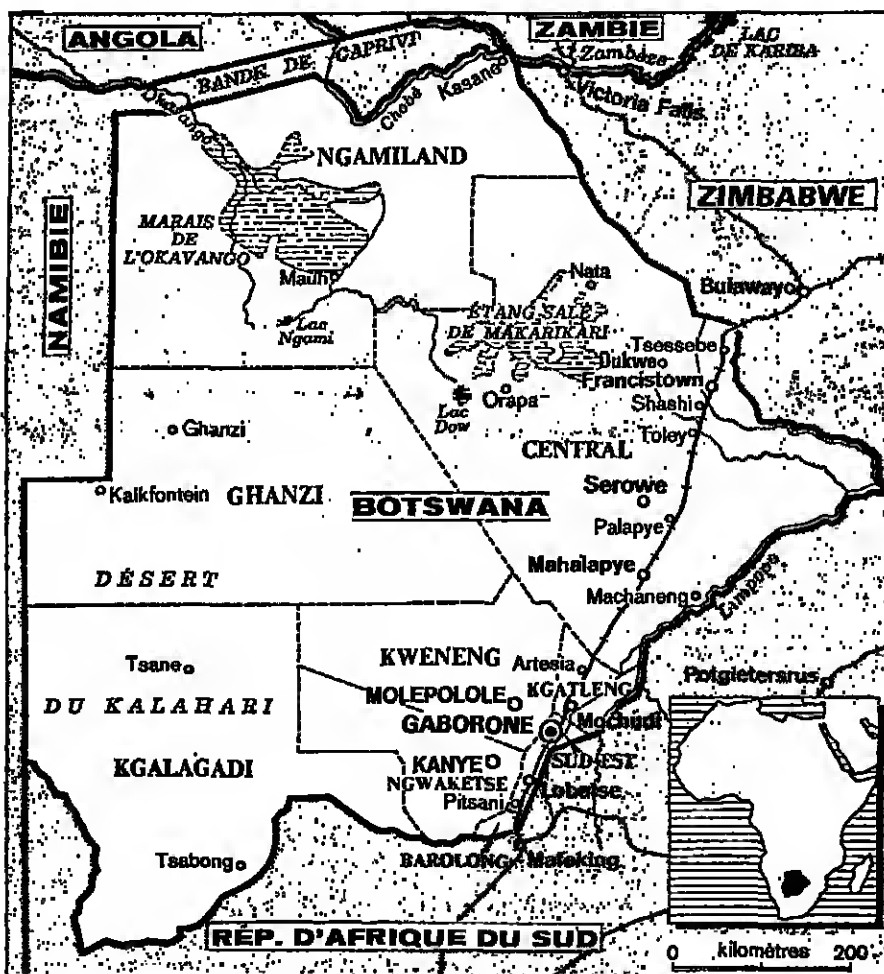 ANGOLA
ZAMBIE
Zambèze
LAC
DE KARIBA
BANDE DE CAPRIVI
Okavango
Chobé
Kasane
Victoria Falls
NGAMILAND
ZIMBABWE
NAMIBIE
MARAIS
DE
L'OKAVANGO
Mauh
Nata
Bulawayo
ÉTANG SALÉ
DE MAKARIKARI
Lac
Ngami
Tsessebe
Dukwe
Francistown
Lac
Dow
Orapa
Shashi
Toley
Ghanzi
CENTRAL
Kalkfontein
GHANZI
BOTSWANA
Serowe
Palapye
DÉSERT
Mahalapye
Machaneng
Limpopo
KWENENG
Artesia
Tsane
Potgietersrus
MOLEPOLOLE
KGATLENG
DU KALAHARI
GABORONE
Mochudi
KGALAGADI
KANYE
SUD-EST
NGWAKETSE
Lobatse
Pitsani
Tsabong
BAROLONG
Mafeking
RÉP. D'AFRIQUE DU SUD
0 kilomètres 200